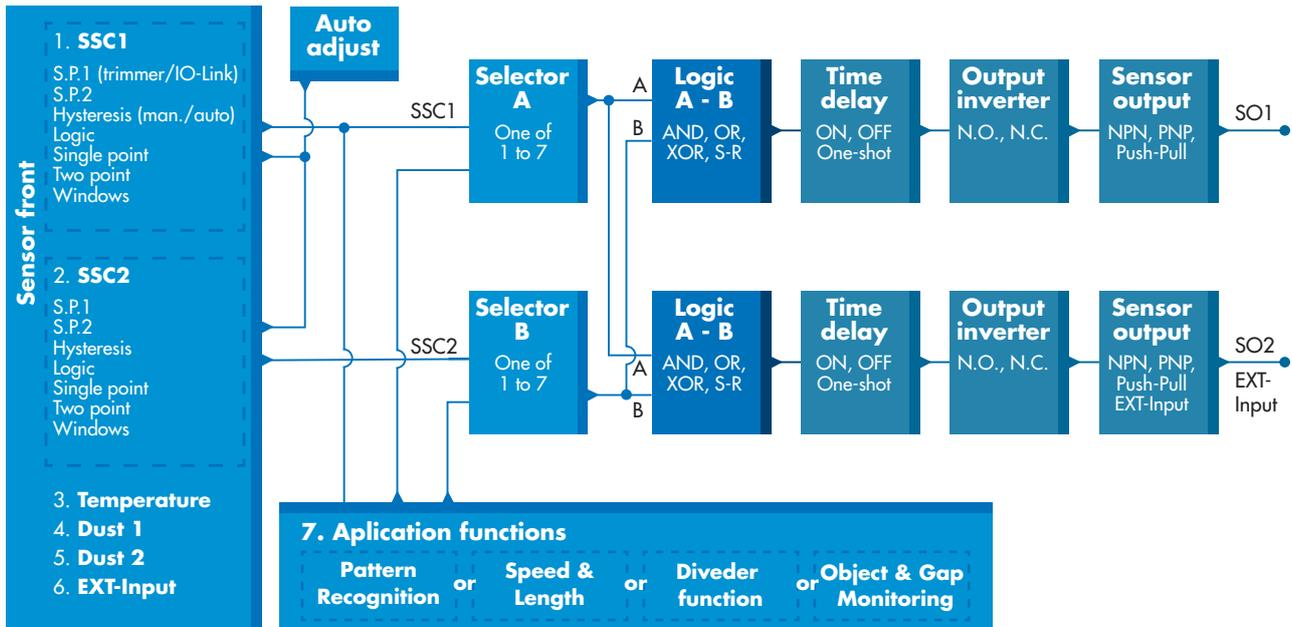 Sensor front
1. SSC1
S.P.1 (trimmer/IO-Link)
S.P.2
Hysteresis (man./auto)
Logic
Single point
Two point
Windows
2. SSC2
S.P.1
S.P.2
Hysteresis
Logic
Single point
Two point
Windows
3. Temperature
4. Dust 1
5. Dust 2
6. EXT-Input
Auto
adjust
SSC1
Selector
A
One of
1 to 7
A
B
Logic
A - B
AND, OR,
XOR, S-R
Time
delay
ON, OFF
One-shot
Output
inverter
N.O., N.C.
Sensor
output
NPN, PNP,
Push-Pull
SO1
SSC2
Selector
B
One of
1 to 7
A
B
Logic
A - B
AND, OR,
XOR, S-R
Time
delay
ON, OFF
One-shot
Output
inverter
N.O., N.C.
Sensor
output
NPN, PNP,
Push-Pull
EXT-Input
SO2
EXT-
Input
7. Aplication functions
Pattern
Recognition
or
Speed &
Length
or
Diveder
function
or
Object & Gap
Monitoring